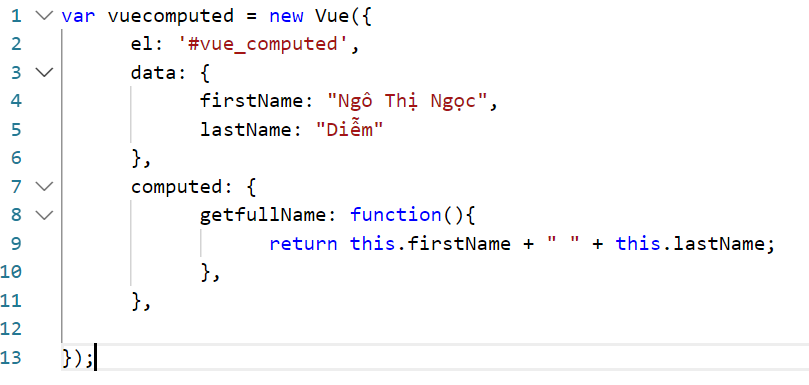 1 var vuecomputed = new Vue({
2 el: '#vue_computed',
3 data: {
4 firstName: "Ngô Thị Ngọc",
5 lastName: "Diễm"
6 },
7 computed: {
8 getfullName: function(){
9 return this.firstName + " " + this.lastName;
10 },
11 },
12
13 });